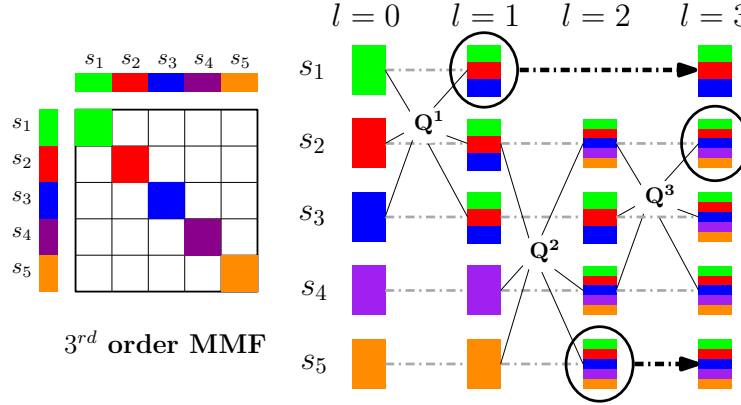 l = 0 l = 1 l = 2 l = 3
s₁ s₂ s₃ s₄ s₅
s₁
s₂
s₃
s₄
s₅
3ʳᵈ order MMF
s₁
s₂
s₃
s₄
s₅
Q¹
Q²
Q³